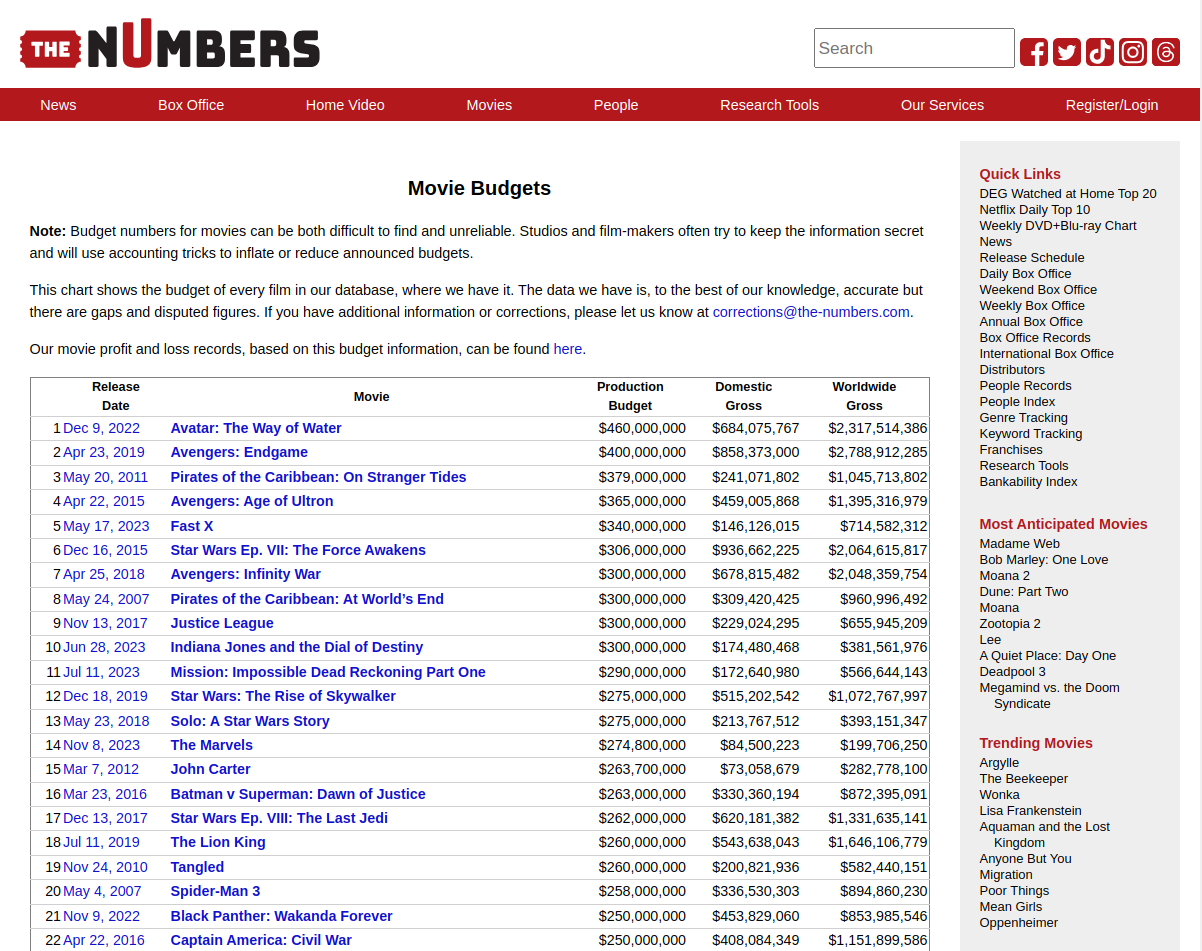 THE NUMBERS
Search
News Box Office Home Video Movies People Research Tools Our Services Register/Login
Movie Budgets
Note: Budget numbers for movies can be both difficult to find and unreliable. Studios and film-makers often try to keep the information secret
and will use accounting tricks to inflate or reduce announced budgets.
This chart shows the budget of every film in our database, where we have it. The data we have is, to the best of our knowledge, accurate but
there are gaps and disputed figures. If you have additional information or corrections, please let us know at corrections@the-numbers.com.
Our movie profit and loss records, based on this budget information, can be found here.
Release Date Movie Production Budget Domestic Gross Worldwide Gross
1 Dec 9, 2022 Avatar: The Way of Water $460,000,000 $684,075,767 $2,317,514,386
2 Apr 23, 2019 Avengers: Endgame $400,000,000 $858,373,000 $2,788,912,285
3 May 20, 2011 Pirates of the Caribbean: On Stranger Tides $379,000,000 $241,071,802 $1,045,713,802
4 Apr 22, 2015 Avengers: Age of Ultron $365,000,000 $459,005,868 $1,395,316,979
5 May 17, 2023 Fast X $340,000,000 $146,126,015 $714,582,312
6 Dec 16, 2015 Star Wars Ep. VII: The Force Awakens $306,000,000 $936,662,225 $2,064,615,817
7 Apr 25, 2018 Avengers: Infinity War $300,000,000 $678,815,482 $2,048,359,754
8 May 24, 2007 Pirates of the Caribbean: At World’s End $300,000,000 $309,420,425 $960,996,492
9 Nov 13, 2017 Justice League $300,000,000 $229,024,295 $655,945,209
10 Jun 28, 2023 Indiana Jones and the Dial of Destiny $300,000,000 $174,480,468 $381,561,976
11 Jul 11, 2023 Mission: Impossible Dead Reckoning Part One $290,000,000 $172,640,980 $566,644,143
12 Dec 18, 2019 Star Wars: The Rise of Skywalker $275,000,000 $515,202,542 $1,072,767,997
13 May 23, 2018 Solo: A Star Wars Story $275,000,000 $213,767,512 $393,151,347
14 Nov 8, 2023 The Marvels $274,800,000 $84,500,223 $199,706,250
15 Mar 7, 2012 John Carter $263,700,000 $73,058,679 $282,778,100
16 Mar 23, 2016 Batman v Superman: Dawn of Justice $263,000,000 $330,360,194 $872,395,091
17 Dec 13, 2017 Star Wars Ep. VIII: The Last Jedi $262,000,000 $620,181,382 $1,331,635,141
18 Jul 11, 2019 The Lion King $260,000,000 $543,638,043 $1,646,106,779
19 Nov 24, 2010 Tangled $260,000,000 $200,821,936 $582,440,151
20 May 4, 2007 Spider-Man 3 $258,000,000 $336,530,303 $894,860,230
21 Nov 9, 2022 Black Panther: Wakanda Forever $250,000,000 $453,829,060 $853,985,546
22 Apr 22, 2016 Captain America: Civil War $250,000,000 $408,084,349 $1,151,899,586
Quick Links
DEG Watched at Home Top 20
Netflix Daily Top 10
Weekly DVD+Blu-ray Chart
News
Release Schedule
Daily Box Office
Weekend Box Office
Weekly Box Office
Annual Box Office
Box Office Records
International Box Office
Distributors
People Records
People Index
Genre Tracking
Keyword Tracking
Franchises
Research Tools
Bankability Index
Most Anticipated Movies
Madame Web
Bob Marley: One Love
Moana 2
Dune: Part Two
Moana
Zootopia 2
Lee
A Quiet Place: Day One
Deadpool 3
Megamind vs. the Doom
Syndicate
Trending Movies
Argylle
The Beekeeper
Wonka
Lisa Frankenstein
Aquaman and the Lost
Kingdom
Anyone But You
Migration
Poor Things
Mean Girls
Oppenheimer